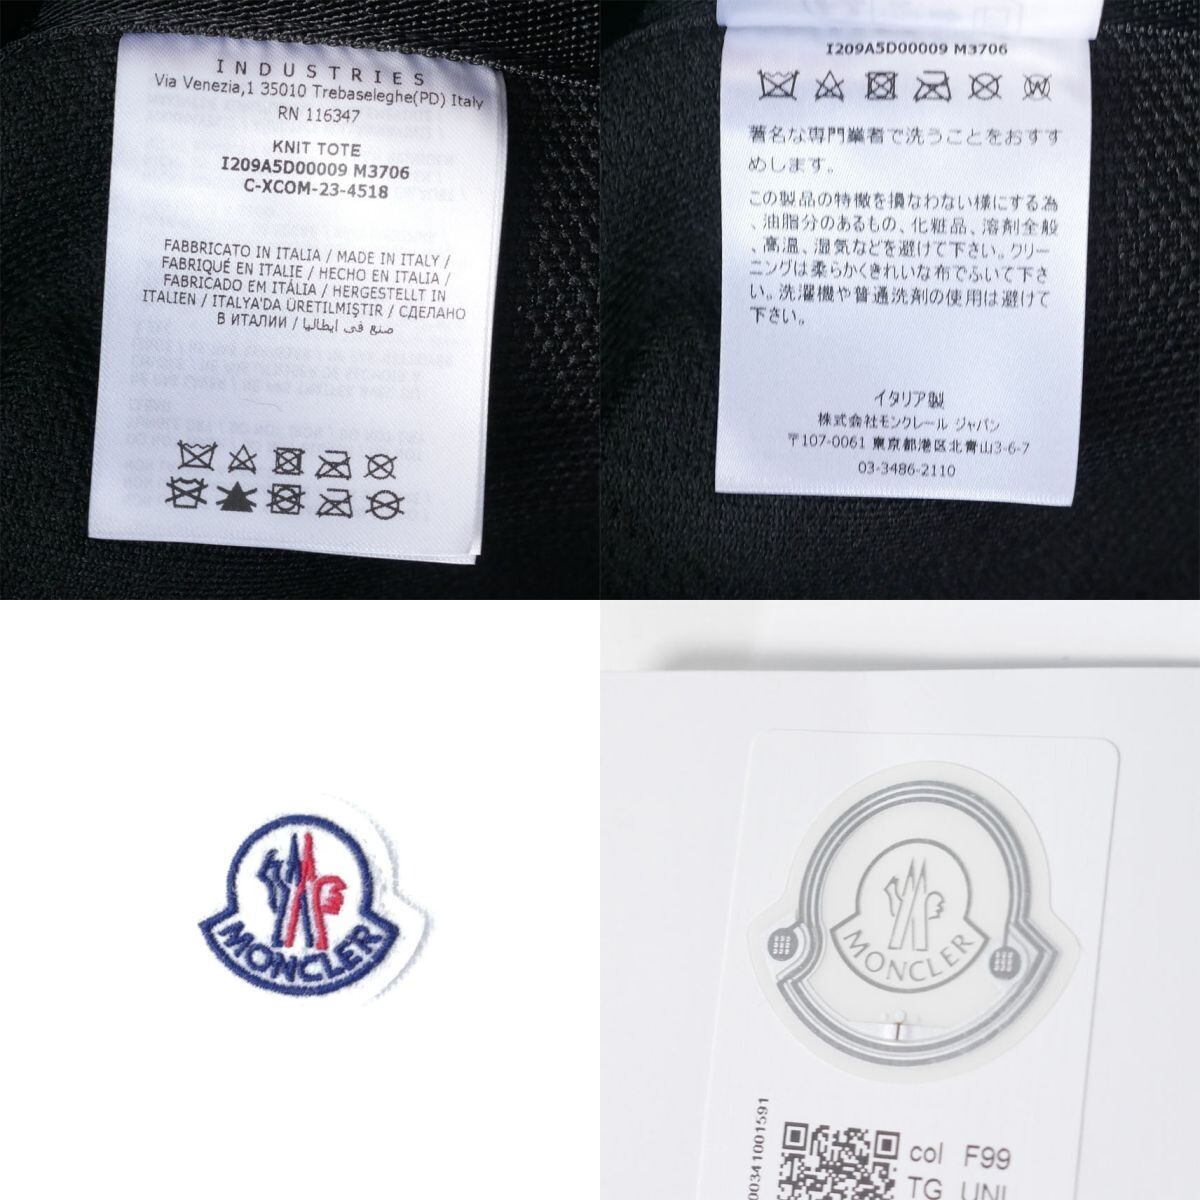 INDUSTRIES
Via Venezia,1 35010 Trebaseleghe(PD) Italy
RN 116347
KNIT TOTE
I209A5D00009 M3706
C-XCOM-23-4518
FABBRICATO IN ITALIA / MADE IN ITALY /
FABRIQUÉ EN ITALIE / HECHO EN ITALIA /
FABRICADO EM ITÁLIA / HERGESTELLT IN
ITALIEN / ITALYA'DA ÜRETILMIŞTIR / СДЕЛАНО
В ИТАЛИИ / صنع في ايطاليا
I209A5D00009 M3706
著名な専門業者で洗うことをおすす
めします。
この製品の特徴を損なわない様にする為
、油脂分のあるもの、化粧品、溶剤全般
、高温、湿気などを避けて下さい。クリー
ニングは柔らかくきれいな布でふいて下さ
い。洗濯機や普通洗剤の使用は避けて
下さい。
イタリア製
株式会社モンクレール ジャパン
〒107-0061 東京都港区北青山3-6-7
03-3486-2110
MONCLER
MONCLER
00341001591
col F99
TG UNI